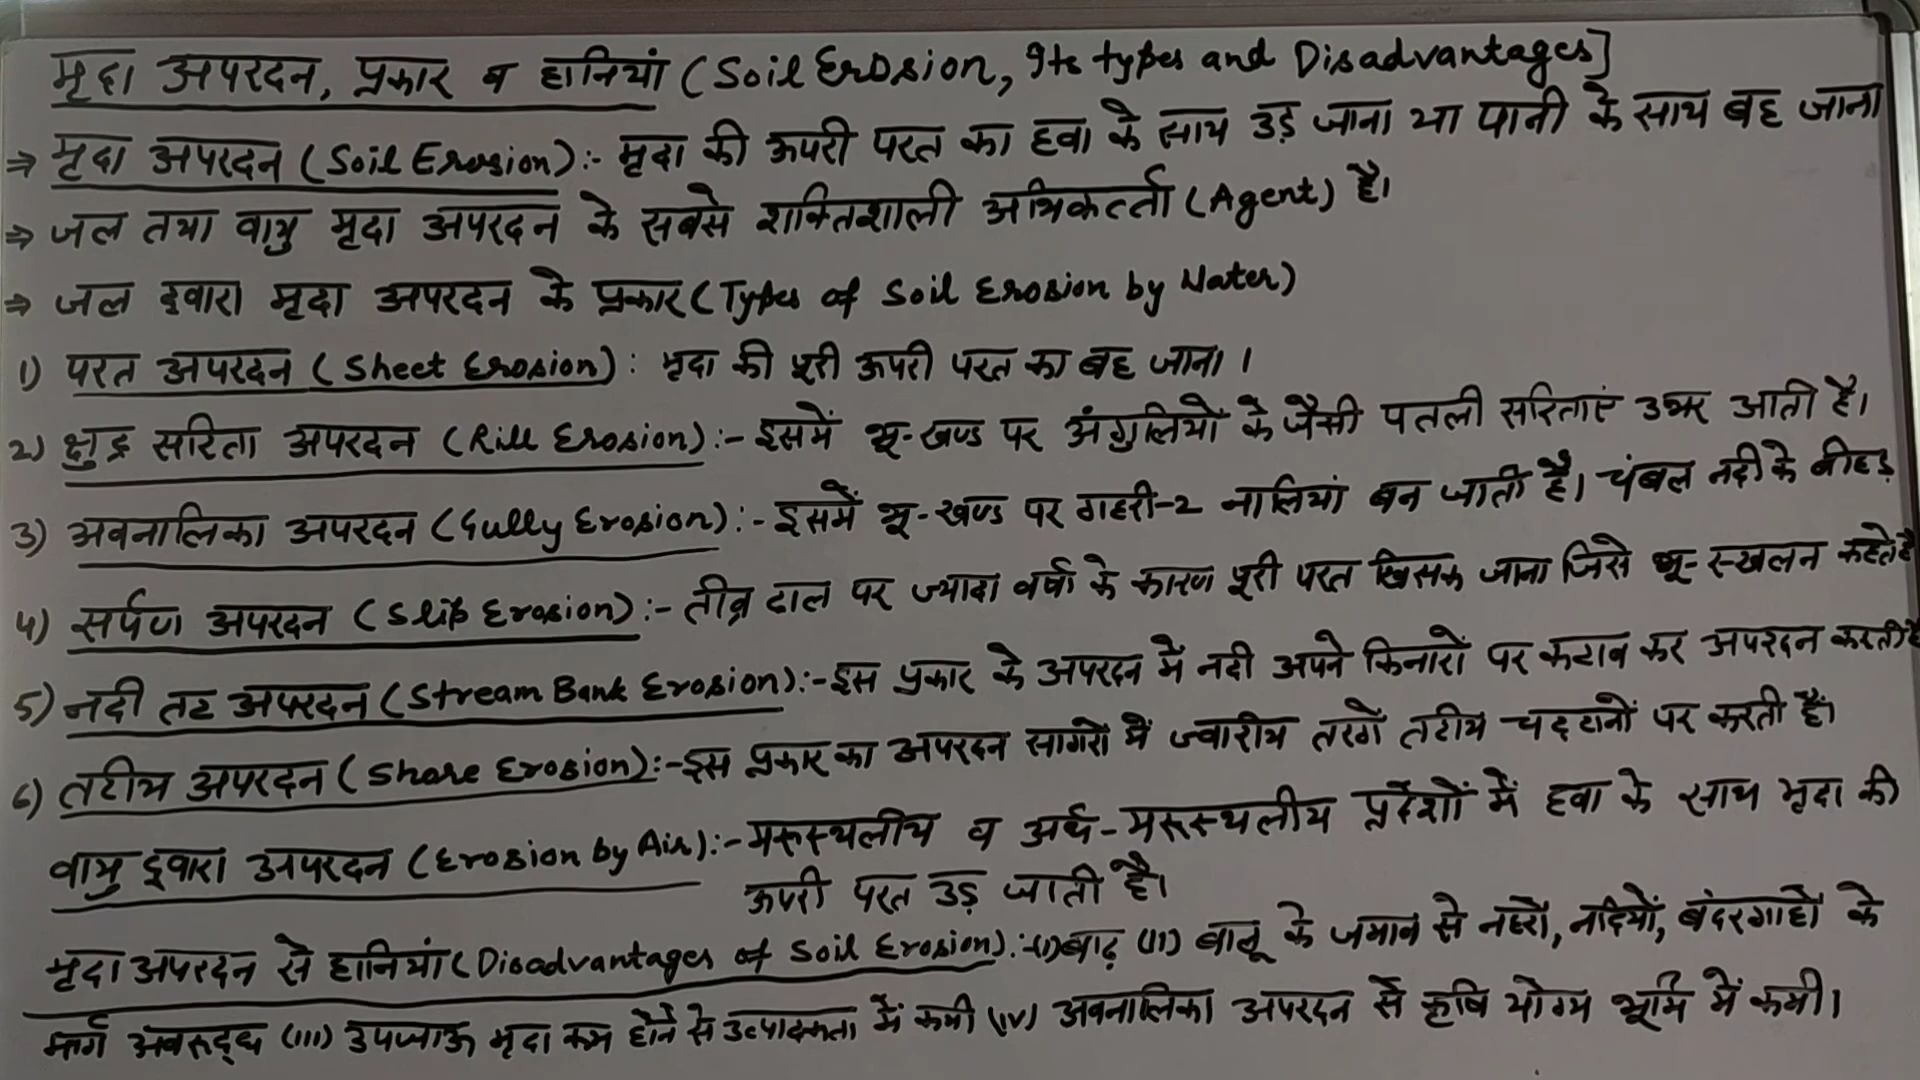 मृदा अपरदन, प्रकार व हानियां (Soil Erosion, Its types and Disadvantages]
⇒ मृदा अपरदन (Soil Erosion):- मृदा की ऊपरी परत का हवा के साथ उड़ जाना या पानी के साथ बह जाना
⇒ जल तथा वायु मृदा अपरदन के सबसे शक्तिशाली अभिकर्त्ता (Agent) है।
⇒ जल द्वारा मृदा अपरदन के प्रकार (Types of Soil Erosion by Water)
1) परत अपरदन (Sheet Erosion): मृदा की पूरी ऊपरी परत का बह जाना।
2) क्षुद्र सरिता अपरदन (Rill Erosion):- इसमें भू-खण्ड पर अंगुलियों के जैसी पतली सरिताएं उभर आती है।
3) अवनालिका अपरदन (Gully Erosion):- इसमें भू-खण्ड पर गहरी-2 नालियां बन जाती है। चंबल नदी के बीहड़
4) सर्पण अपरदन (Slip Erosion):- तीव्र ढाल पर ज्यादा वर्षा के कारण पूरी परत खिसक जाना जिसे भू-स्खलन कहते है
5) नदी तट अपरदन (Stream Bank Erosion):- इस प्रकार के अपरदन में नदी अपने किनारों पर कटाव कर अपरदन करती है
6) तटीय अपरदन (Shore Erosion):- इस प्रकार का अपरदन सागरों में ज्वारीय तरंगें तटीय चट्टानों पर करती हैं।
वायु द्वारा अपरदन (Erosion by Air):- मरूस्थलीय व अर्ध-मरूस्थलीय प्रदेशों में हवा के साथ मृदा की
ऊपरी परत उड़ जाती है।
मृदा अपरदन से हानियां (Disadvantages of Soil Erosion):- (I) बाढ़ (II) बालू के जमाव से नहरों, नदियों, बंदरगाहों के
मार्ग अवरूद्ध (III) उपजाऊ मृदा कम होने से उत्पादकता में कमी (IV) अवनालिका अपरदन से कृषि योग्य भूमि में कमी।